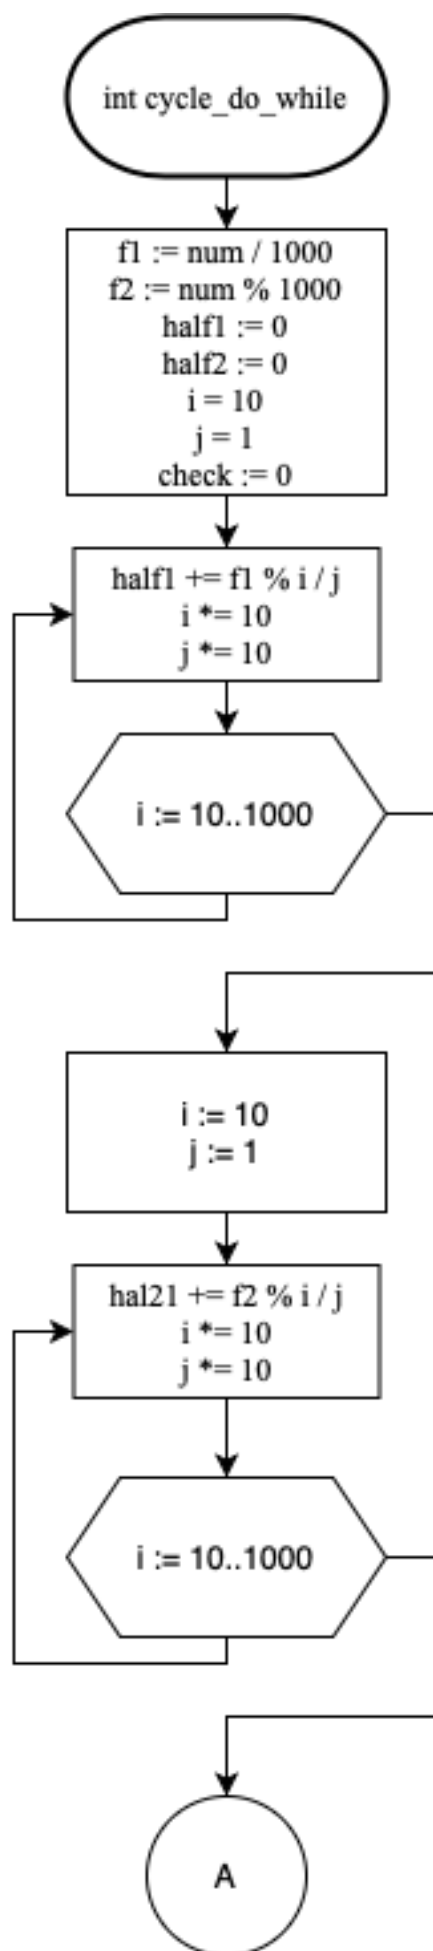 int cycle_do_while
f1 := num / 1000
f2 := num % 1000
half1 := 0
half2 := 0
i = 10
j = 1
check := 0
half1 += f1 % i / j
i *= 10
j *= 10
i := 10..1000
i := 10
j := 1
hal21 += f2 % i / j
i *= 10
j *= 10
i := 10..1000
A